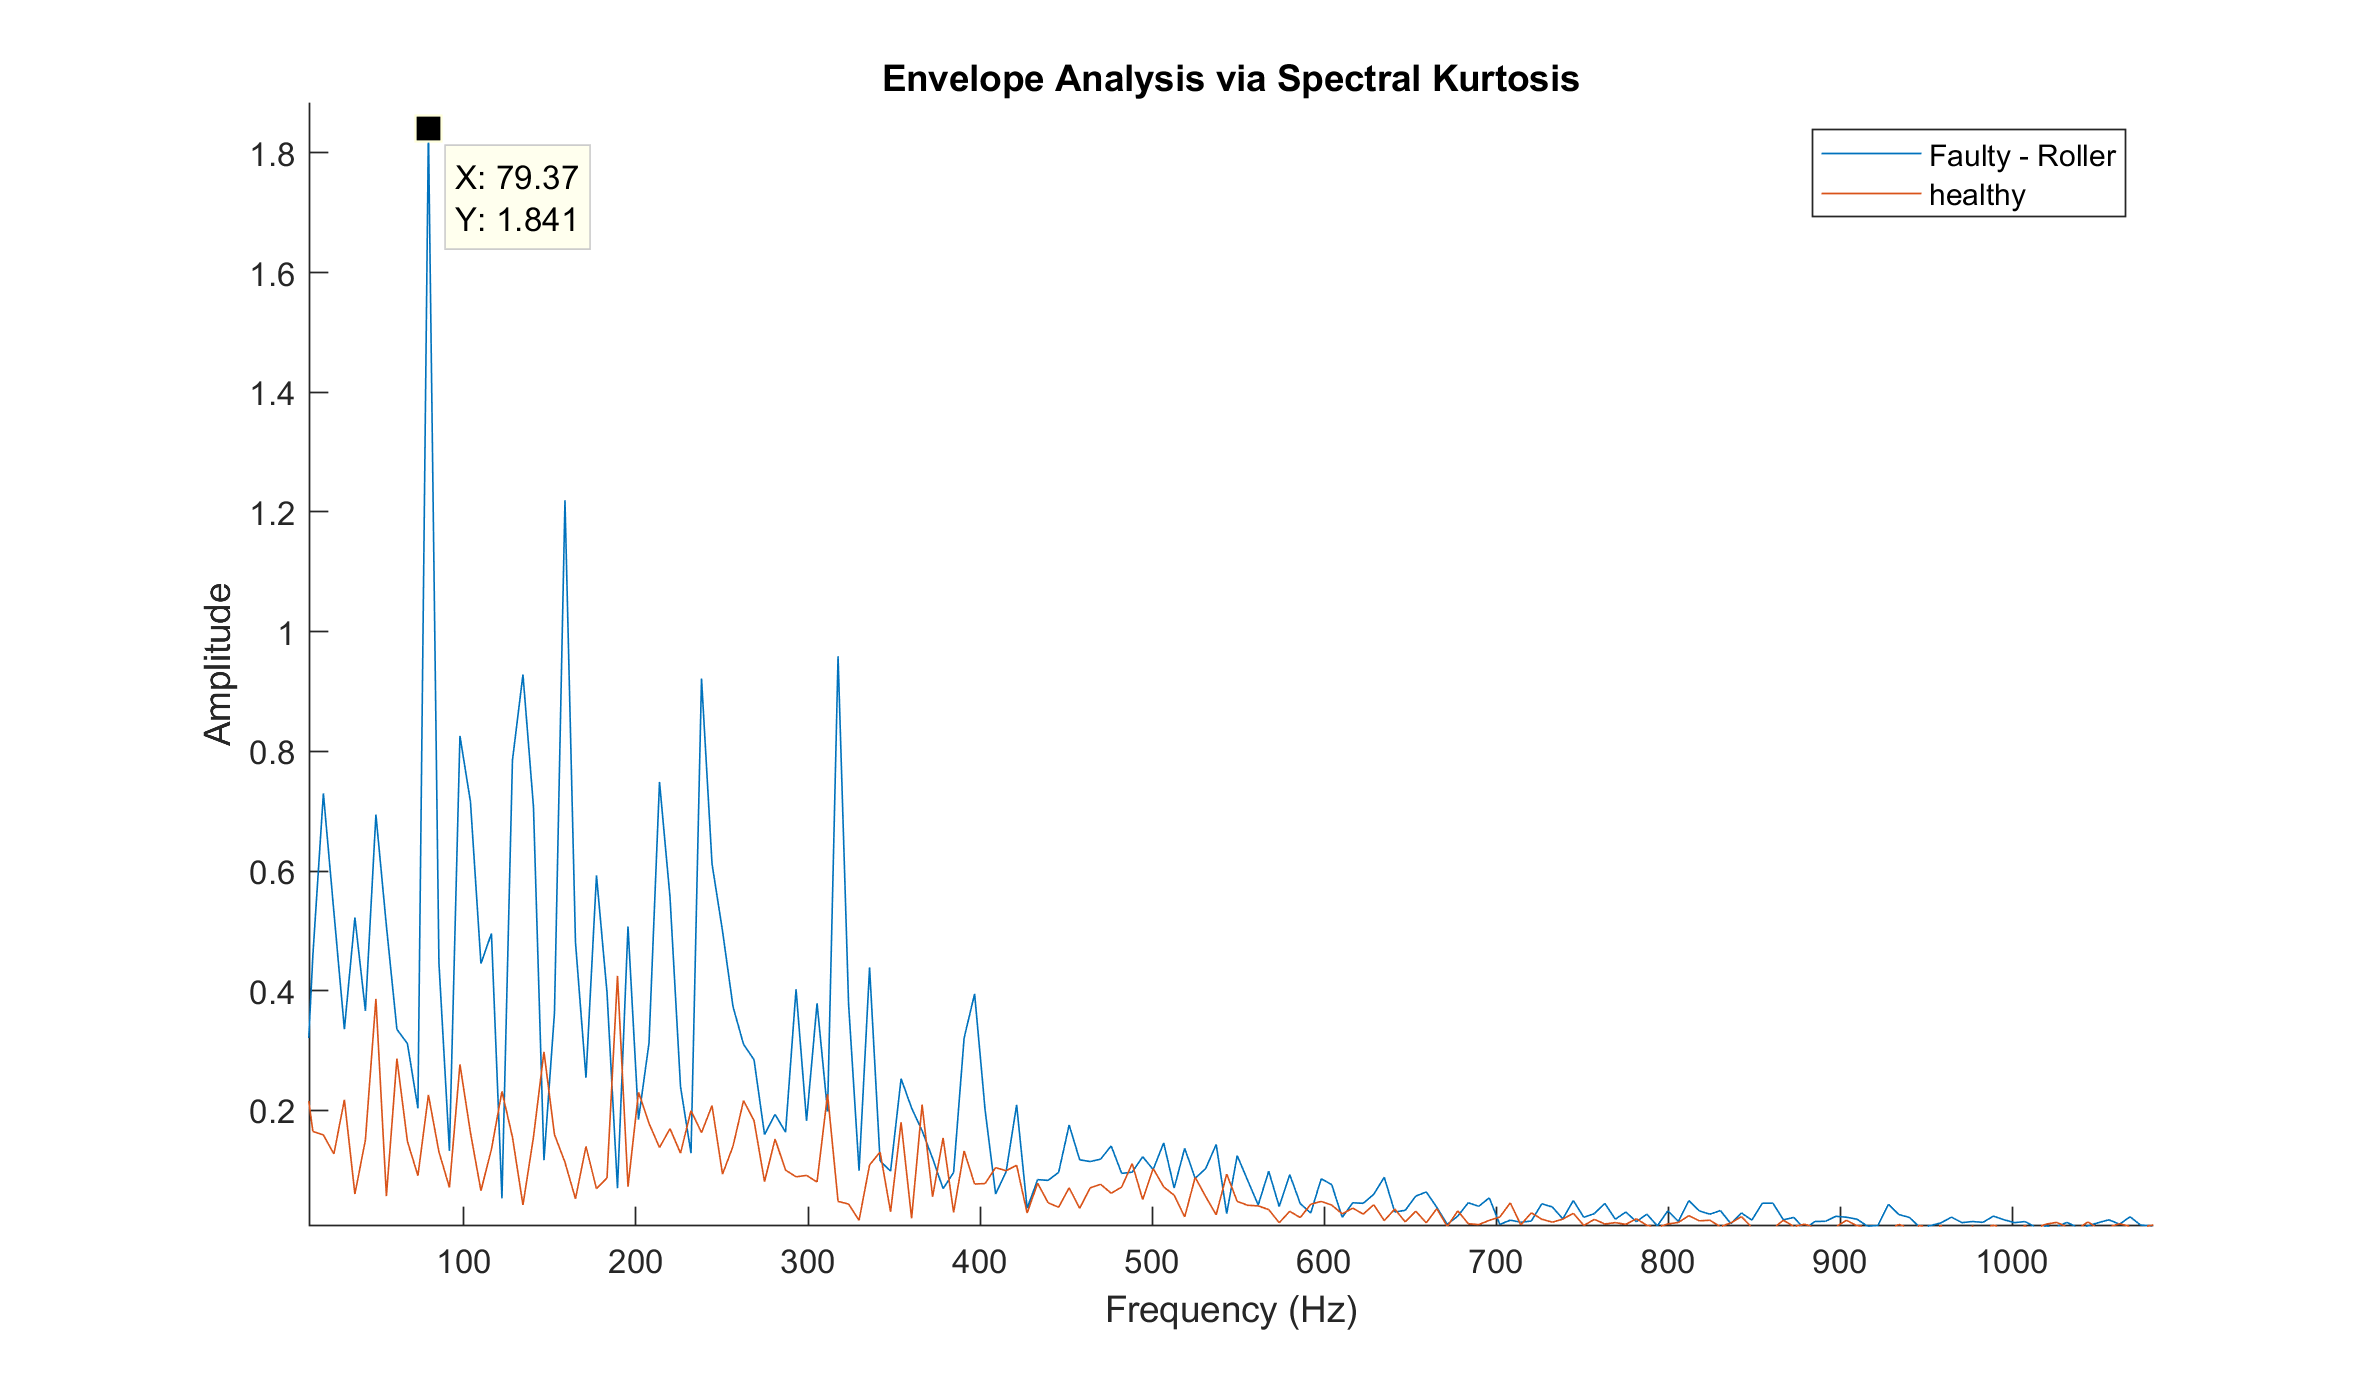 Envelope Analysis via Spectral Kurtosis
X: 79.37
Y: 1.841
Faulty - Roller
healthy
1.8
1.6
1.4
1.2
1
0.8
0.6
0.4
0.2
Amplitude
100 200 300 400 500 600 700 800 900 1000
Frequency (Hz)